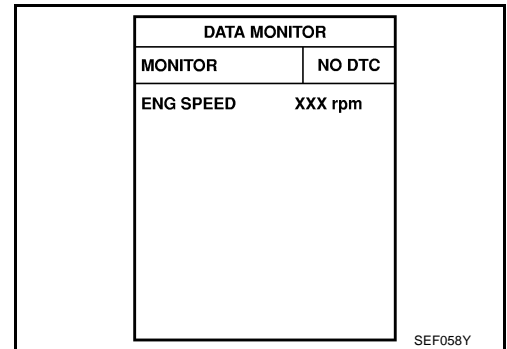 DATA MONITOR
MONITOR NO DTC
ENG SPEED XXX rpm
SEF058Y